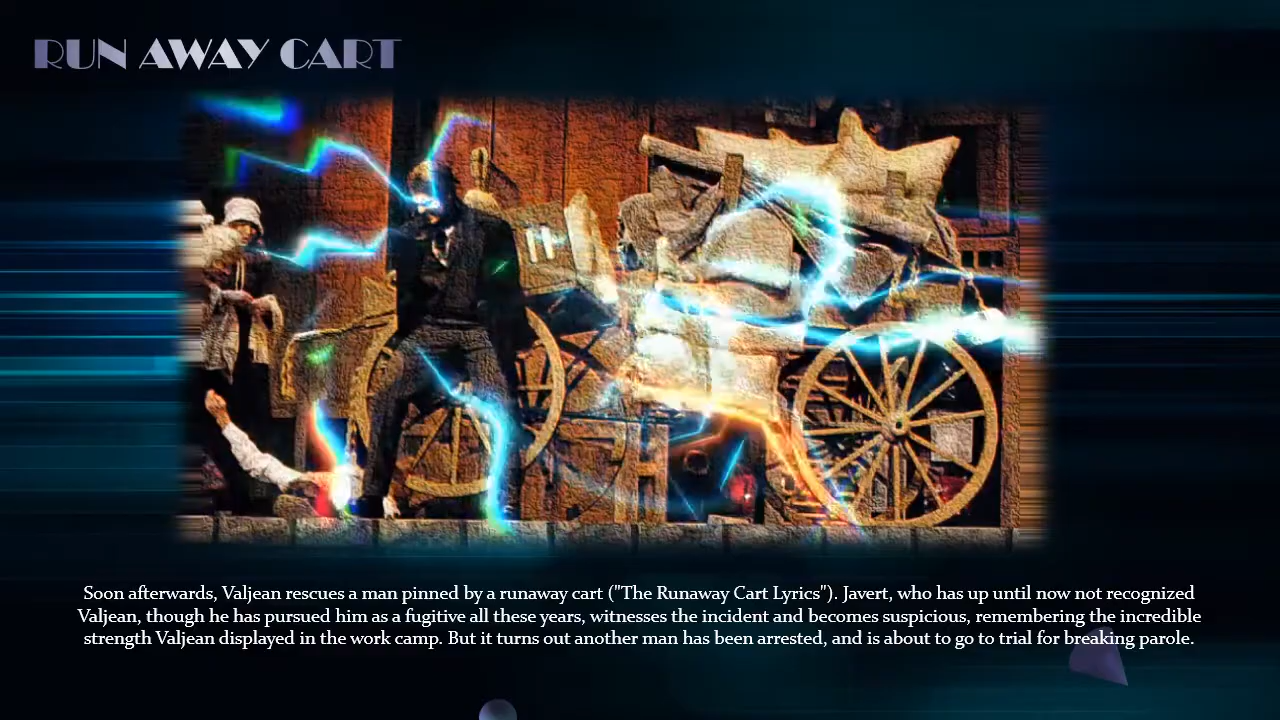 RUN AWAY CART
Soon afterwards, Valjean rescues a man pinned by a runaway cart ("The Runaway Cart Lyrics"). Javert, who has up until now not recognized
Valjean, though he has pursued him as a fugitive all these years, witnesses the incident and becomes suspicious, remembering the incredible
strength Valjean displayed in the work camp. But it turns out another man has been arrested, and is about to go to trial for breaking parole.